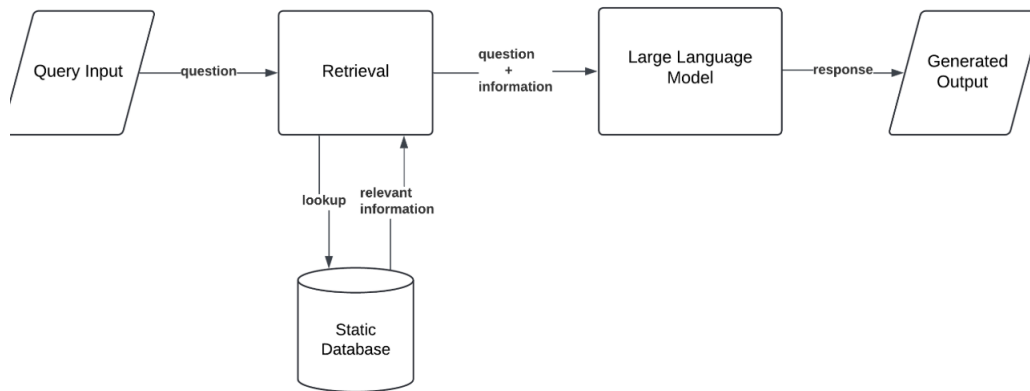 Query Input
question
Retrieval
question
+
information
Large Language
Model
response
Generated
Output
lookup
relevant
information
Static
Database